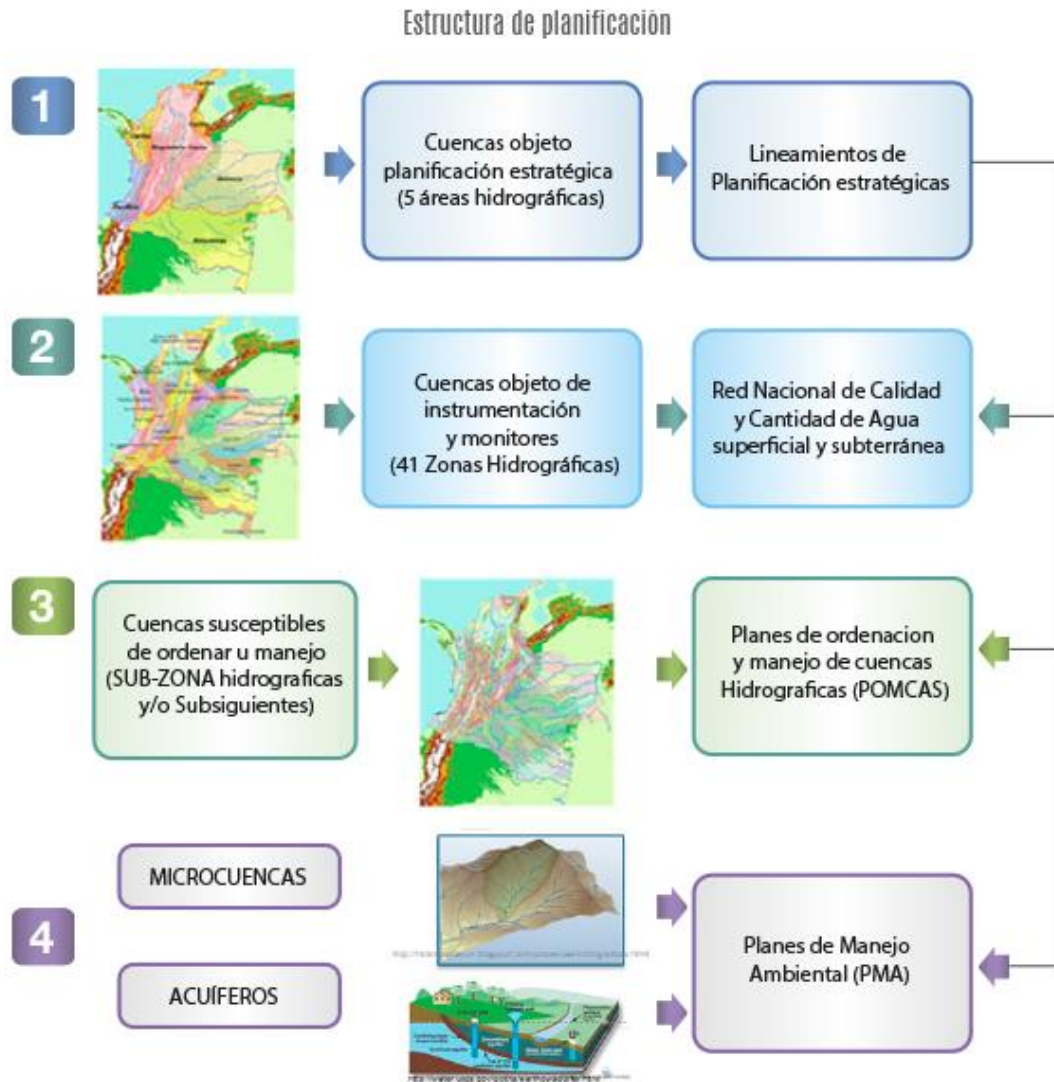 Estructura de planificación
1
Cuencas objeto
planificación estratégica
(5 áreas hidrográficas)
Lineamientos de
Planificación estratégicas
2
Cuencas objeto de
instrumentación
y monitores
(41 Zonas Hidrográficas)
Red Nacional de Calidad
y Cantidad de Agua
superficial y subterránea
3
Cuencas susceptibles
de ordenar u manejo
(SUB-ZONA hidrograficas
y/o Subsiguientes)
Planes de ordenacion
y manejo de cuencas
Hidrograficas (POMCAS)
4
MICROCUENCAS
ACUÍFEROS
Planes de Manejo
Ambiental (PMA)